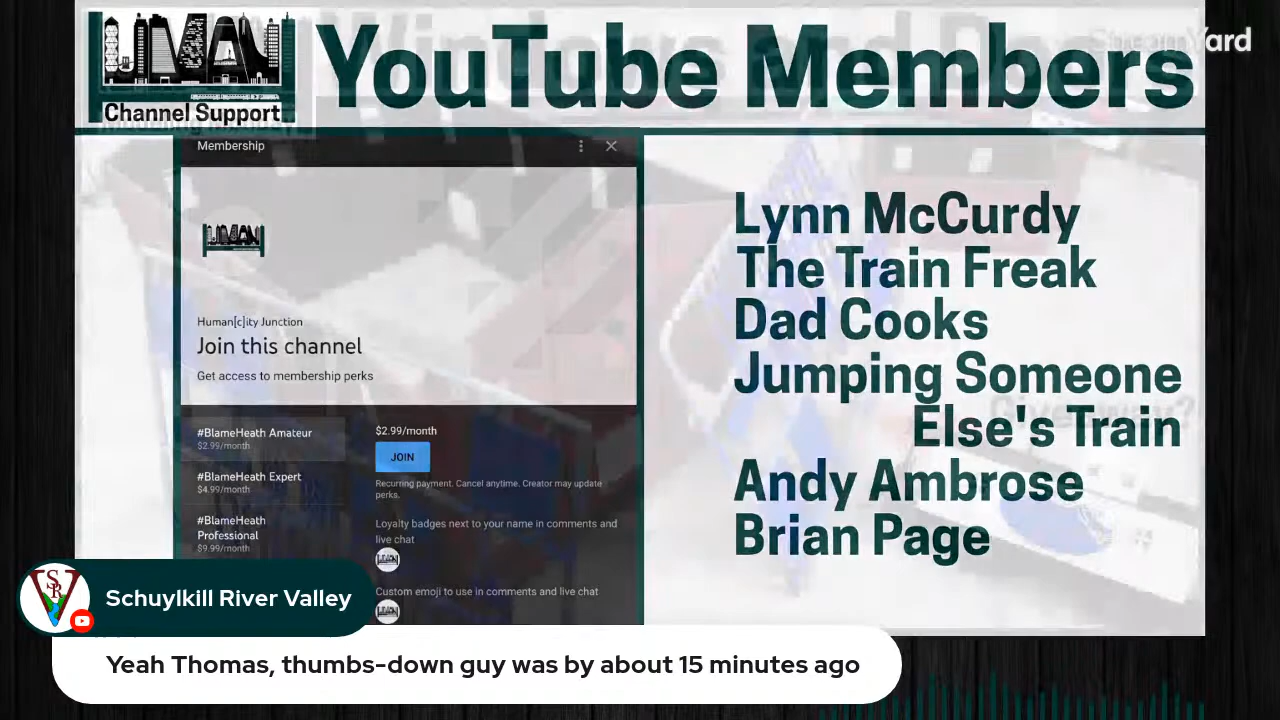 UMAN
Channel Support
YouTube Members
StreamYard
Membership
Human[c]ity Junction
Join this channel
Get access to membership perks
#BlameHeath Amateur
$2.99/month
#BlameHeath Expert
$4.99/month
#BlameHeath
Professional
$9.99/month
$2.99/month
JOIN
Recurring payment. Cancel anytime. Creator may update
perks.
Loyalty badges next to your name in comments and
live chat
Custom emoji to use in comments and live chat
Lynn McCurdy
The Train Freak
Dad Cooks
Jumping Someone
Else's Train
Andy Ambrose
Brian Page
VSR
Schuylkill River Valley
Yeah Thomas, thumbs-down guy was by about 15 minutes ago